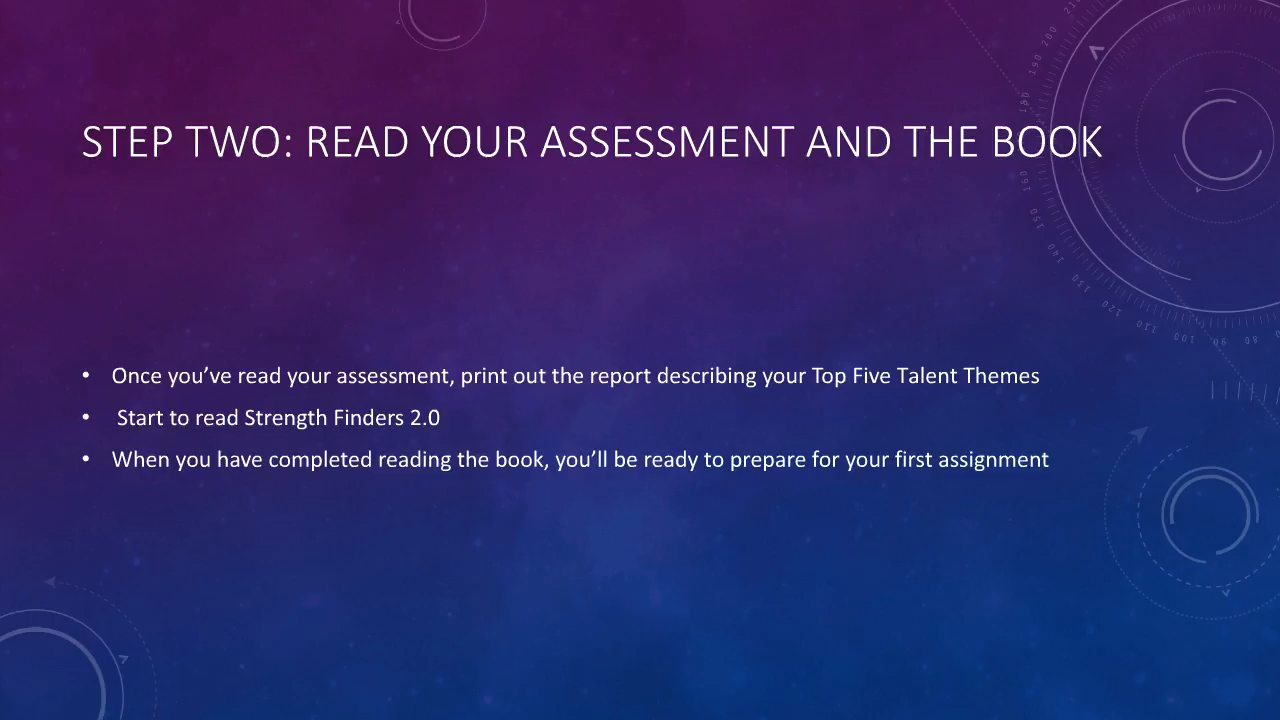 STEP TWO: READ YOUR ASSESSMENT AND THE BOOK
• Once you’ve read your assessment, print out the report describing your Top Five Talent Themes
• Start to read Strength Finders 2.0
• When you have completed reading the book, you’ll be ready to prepare for your first assignment